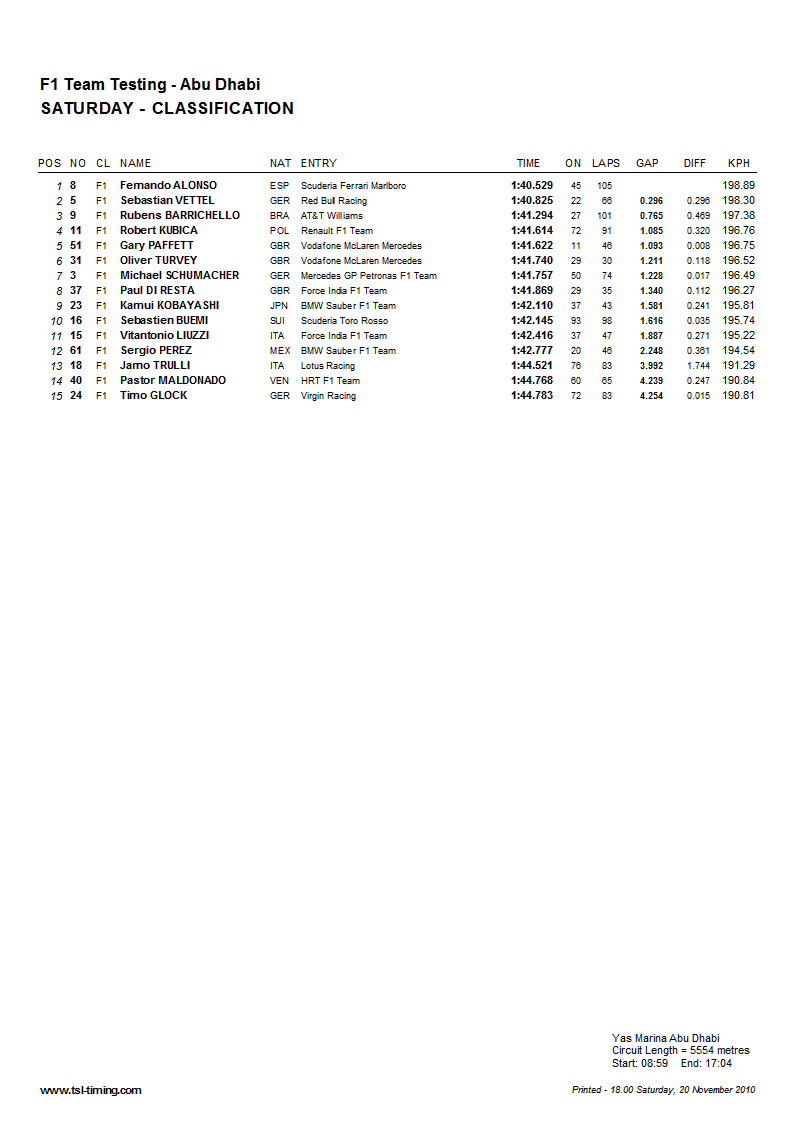 F1 Team Testing - Abu Dhabi
SATURDAY - CLASSIFICATION
POS NO CL NAME NAT ENTRY TIME ON LAPS GAP DIFF KPH
1 8 F1 Fernando ALONSO ESP Scuderia Ferrari Marlboro 1:40.529 45 105 198.89
2 5 F1 Sebastian VETTEL GER Red Bull Racing 1:40.825 22 66 0.296 0.296 198.30
3 9 F1 Rubens BARRICHELLO BRA AT&T Williams 1:41.294 27 101 0.765 0.469 197.38
4 11 F1 Robert KUBICA POL Renault F1 Team 1:41.614 72 91 1.085 0.320 196.76
5 51 F1 Gary PAFFETT GBR Vodafone McLaren Mercedes 1:41.622 11 46 1.093 0.008 196.75
6 31 F1 Oliver TURVEY GBR Vodafone McLaren Mercedes 1:41.740 29 30 1.211 0.118 196.52
7 3 F1 Michael SCHUMACHER GER Mercedes GP Petronas F1 Team 1:41.757 50 74 1.228 0.017 196.49
8 37 F1 Paul DI RESTA GBR Force India F1 Team 1:41.869 29 35 1.340 0.112 196.27
9 23 F1 Kamui KOBAYASHI JPN BMW Sauber F1 Team 1:42.110 37 43 1.581 0.241 195.81
10 16 F1 Sebastien BUEMI SUI Scuderia Toro Rosso 1:42.145 93 98 1.616 0.035 195.74
11 15 F1 Vitantonio LIUZZI ITA Force India F1 Team 1:42.416 37 47 1.887 0.271 195.22
12 61 F1 Sergio PEREZ MEX BMW Sauber F1 Team 1:42.777 20 46 2.248 0.361 194.54
13 18 F1 Jarno TRULLI ITA Lotus Racing 1:44.521 76 83 3.992 1.744 191.29
14 40 F1 Pastor MALDONADO VEN HRT F1 Team 1:44.768 60 65 4.239 0.247 190.84
15 24 F1 Timo GLOCK GER Virgin Racing 1:44.783 72 83 4.254 0.015 190.81
Yas Marina Abu Dhabi
Circuit Length = 5554 metres
Start: 08:59 End: 17:04
www.tsl-timing.com Printed - 18.00 Saturday, 20 November 2010